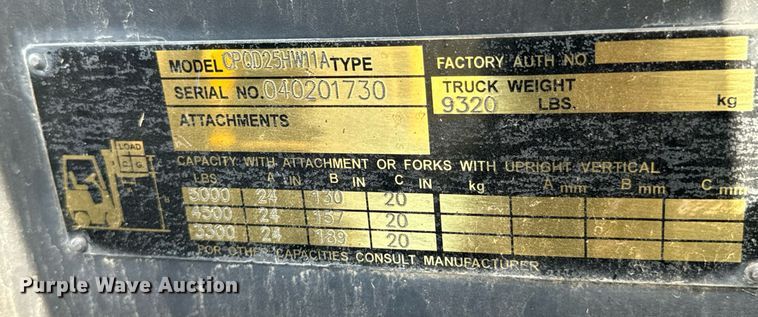 MODEL CPQD25HW11A TYPE
SERIAL NO. 040201730
ATTACHMENTS
FACTORY AUTH NO
TRUCK WEIGHT
9320 LBS. kg
CAPACITY WITH ATTACHMENT OR FORKS WITH UPRIGHT VERTICAL
LBS A IN B IN C IN kg A mm B mm C mm
5000 24 130 20
4500 24 157 20
3300 24 189 20
FOR OTHER CAPACITIES CONSULT MANUFACTURER
LOAD
C G
A
B
Purple Wave Auction